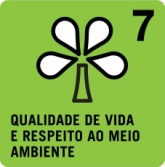 7
QUALIDADE DE VIDA
E RESPEITO AO MEIO
AMBIENTE